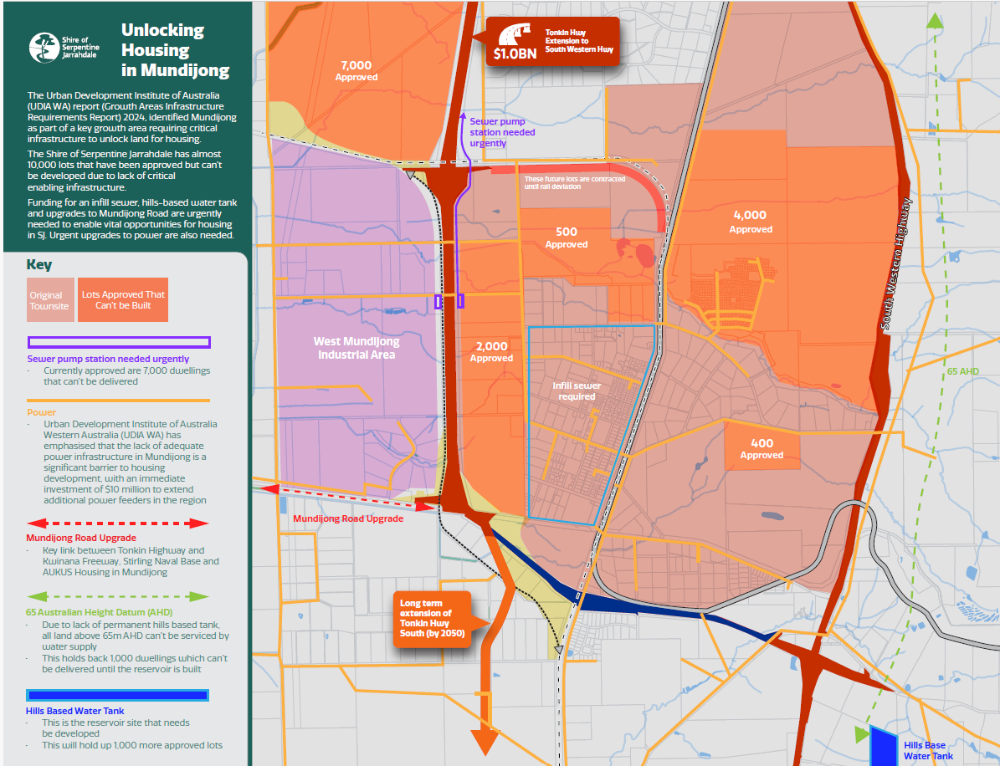 Shire of
Serpentine
Jarrahdale
Unlocking
Housing
in Mundijong
The Urban Development Institute of Australia
(UDIA WA) report (Growth Areas Infrastructure
Requirements Report) 2024, identified Mundijong
as part of a key growth area requiring critical
infrastructure to unlock land for housing.
The Shire of Serpentine Jarrahdale has almost
10,000 lots that have been approved but can't
be developed due to lack of critical
enabling infrastructure.
Funding for an infill sewer, hills-based water tank
and upgrades to Mundijong Road are urgently
needed to enable vital opportunities for housing
in SJ. Urgent upgrades to power are also needed.
Key
Original
Townsite
Lots Approved That
Can't be Built
Sewer pump station needed urgently
· Currently approved are 7,000 dwellings
that can't be delivered
Power
· Urban Development Institute of Australia
Western Australia (UDIA WA) has
emphasised that the lack of adequate
power infrastructure in Mundijong is a
significant barrier to housing
development, with an immediate
investment of $10 million to extend
additional power feeders in the region
Mundijong Road Upgrade
· Key link between Tonkin Highway and
Kwinana Freeway, Stirling Naval Base and
AUKUS Housing in Mundijong
65 Australian Height Datum (AHD)
· Due to lack of permanent hills based tank,
all land above 65m AHD can't be serviced by
water supply
· This holds back 1,000 dwellings which can't
be delivered until the reservoir is built
Hills Based Water Tank
· This is the reservoir site that needs
be developed
· This will hold up 1,000 more approved lots
7,000
Approved
$1.0BN
Tonkin Hwy
Extension to
South Western Hwy
Sewer pump
station needed
urgently
These future lots are contracted
until rail deviation
500
Approved
4,000
Approved
South Western Highway
West Mundijong
Industrial Area
2,000
Approved
Infill sewer
required
65 AHD
400
Approved
Mundijong Road Upgrade
Long term
extension of
Tonkin Hwy
South (by 2050)
Hills Base
Water Tank